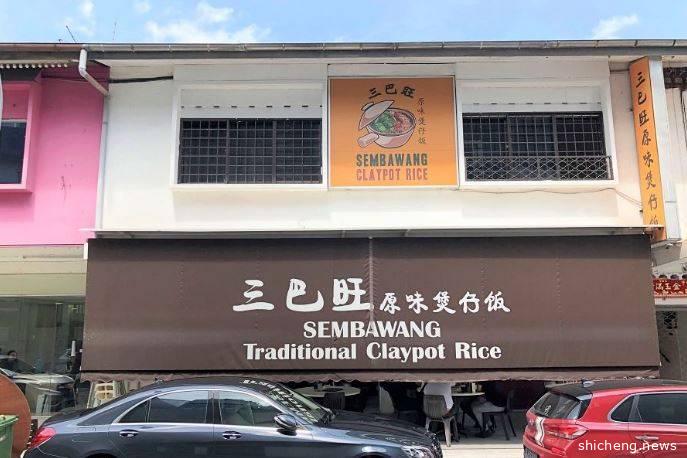 三巴旺
原味煲仔饭
SEMBAWANG
CLAYPOT RICE
三巴旺原味煲仔饭
三巴旺原味煲仔饭
SEMBAWANG
Traditional Claypot Rice
shicheng.news